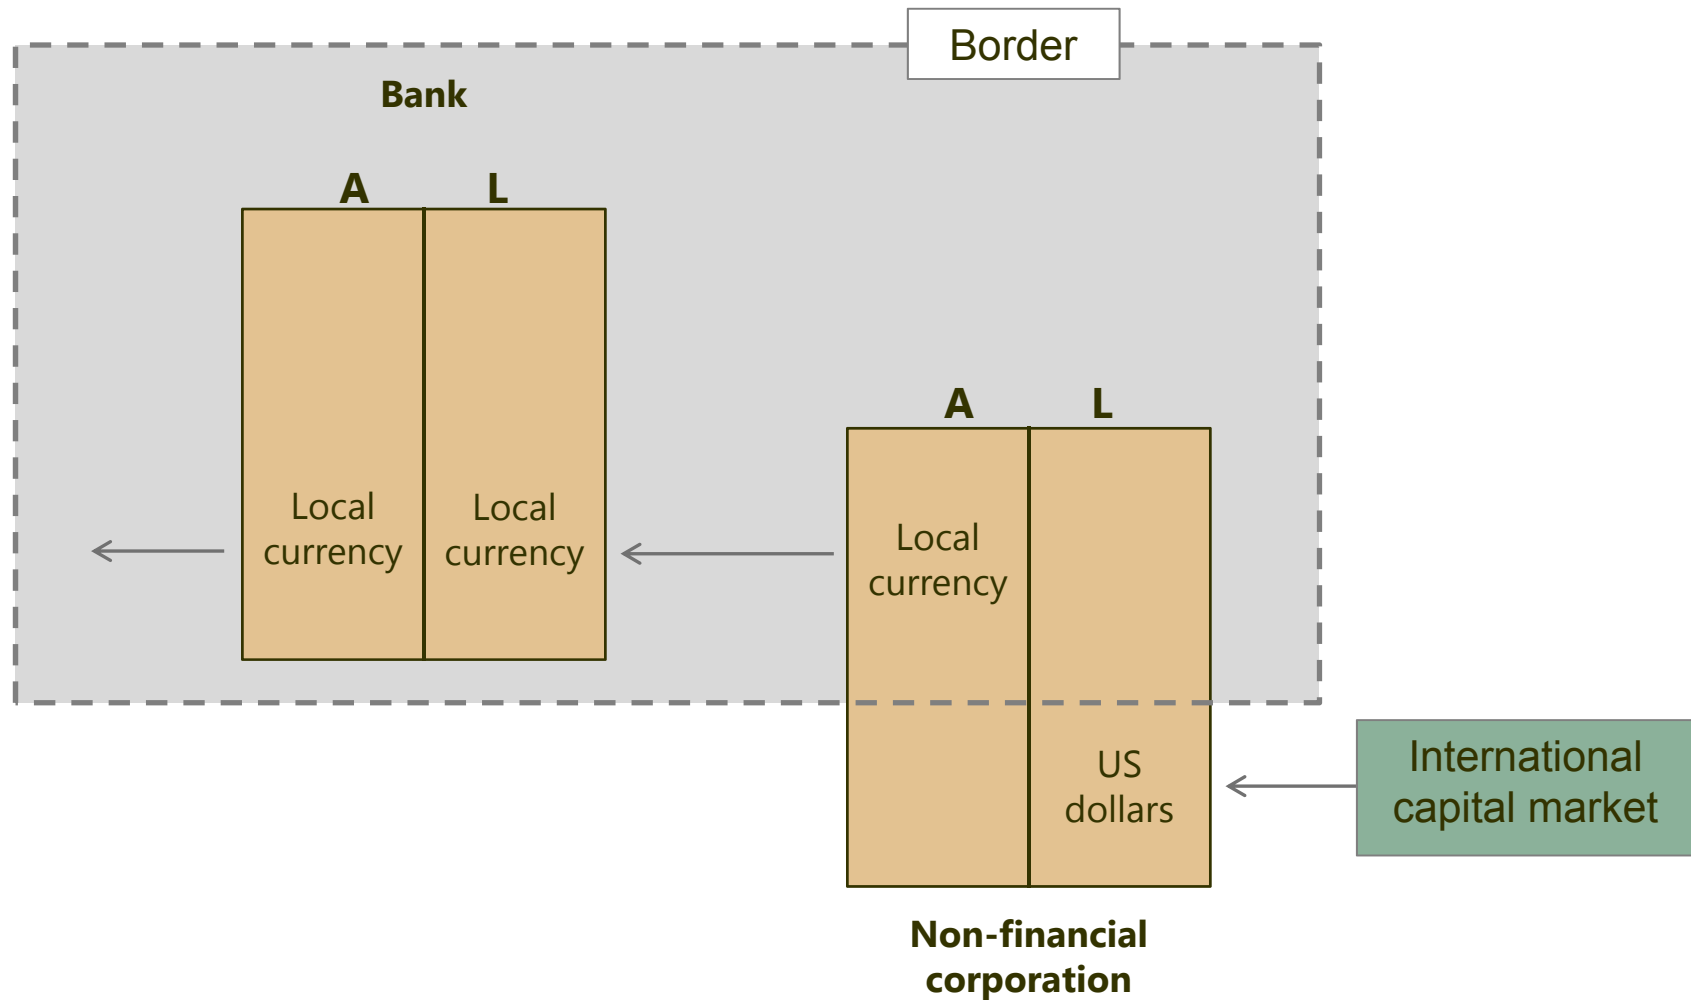 Border
Bank
A
L
Local
currency
Local
currency
A
L
Local
currency
US
dollars
International
capital market
Non-financial
corporation